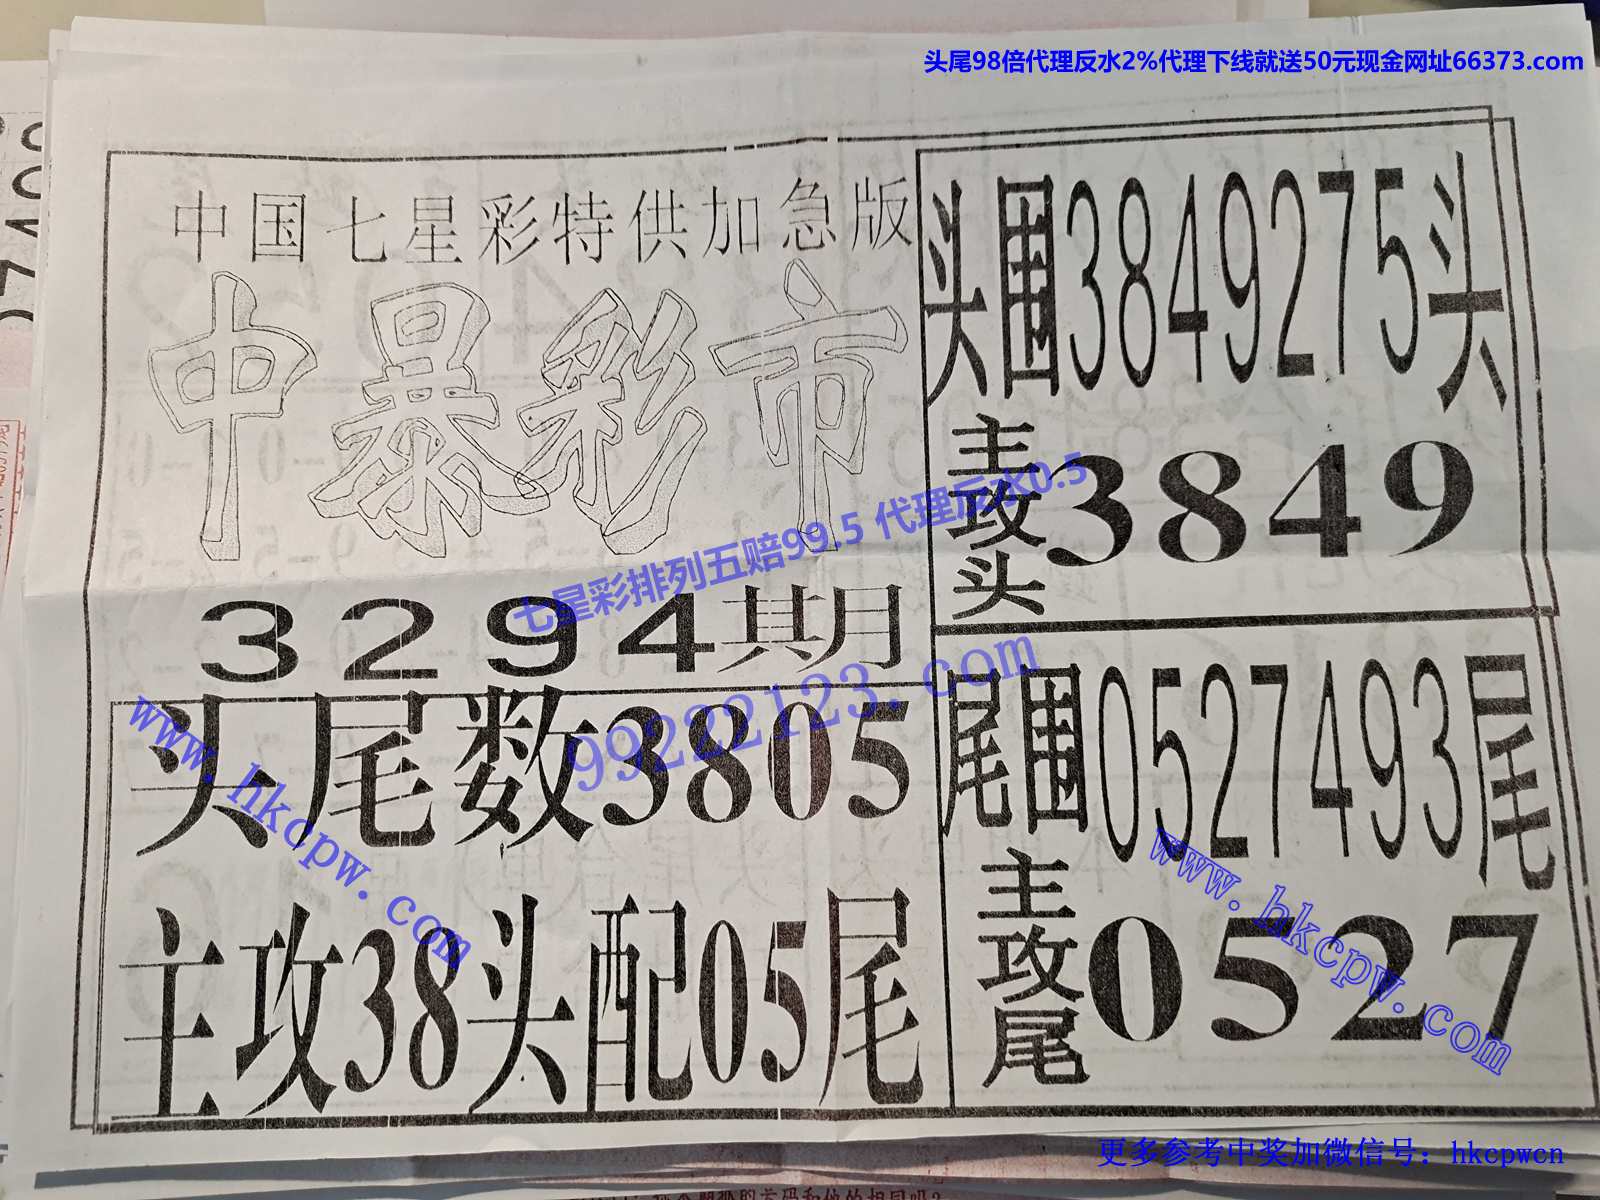 头尾98倍代理反水2%代理下线就送50元现金网址66373.com
中国七星彩特供加急版
中暴彩市
3294期
头尾数3805
主攻38头配05尾
头围3849275头
主攻头3849
尾围0527493尾
主攻尾0527
七星彩排列五赔99.5 代理反水0.5
99222123.com
www.hkcpw.com
www.hkcpw.com
更多参考中奖加微信号：hkcpwcn